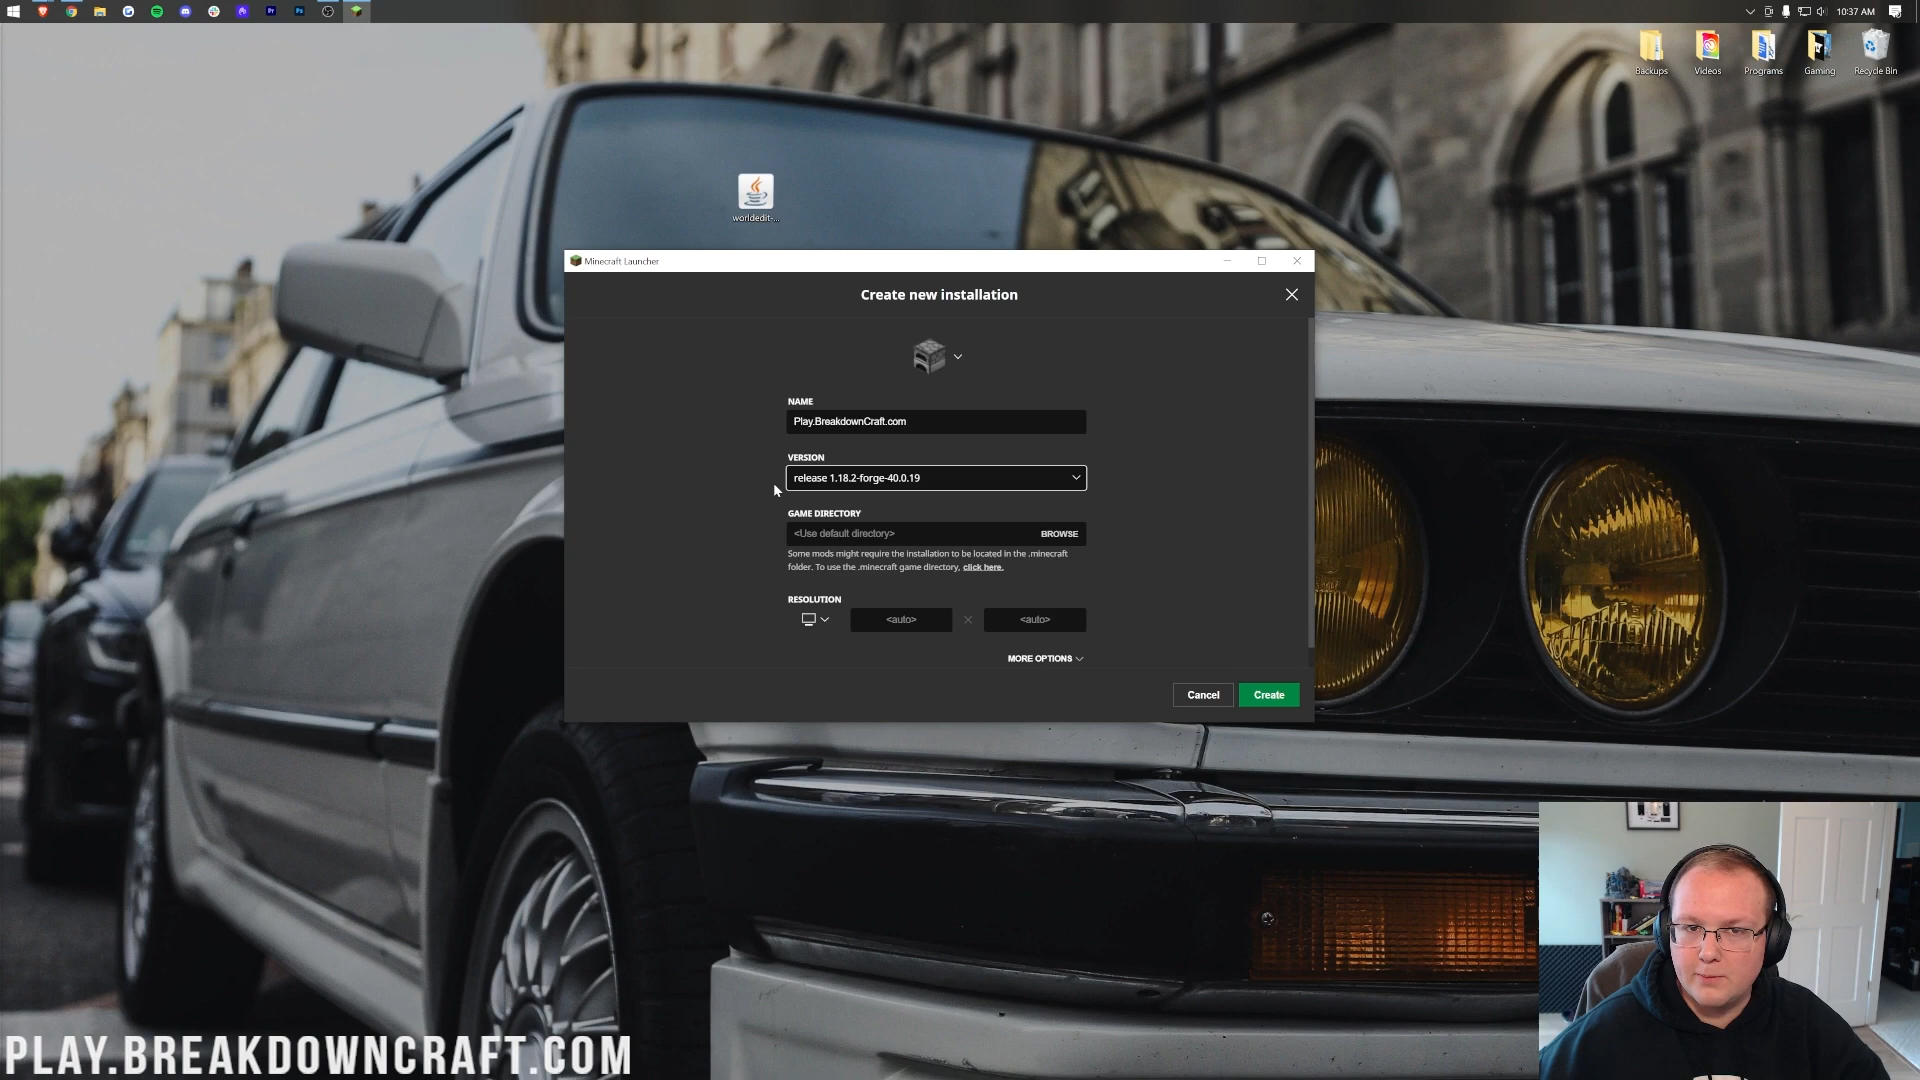 10:37 AM
Backups
Videos
Programs
Gaming
Recycle Bin
worldedit-...
Minecraft Launcher
Create new installation
NAME
Play.BreakdownCraft.com
VERSION
release 1.18.2-forge-40.0.19
GAME DIRECTORY
<Use default directory>
BROWSE
Some mods might require the installation to be located in the .minecraft
folder. To use the .minecraft game directory, click here.
RESOLUTION
<auto>
<auto>
MORE OPTIONS
Cancel
Create
PLAY.BREAKDOWNCRAFT.COM